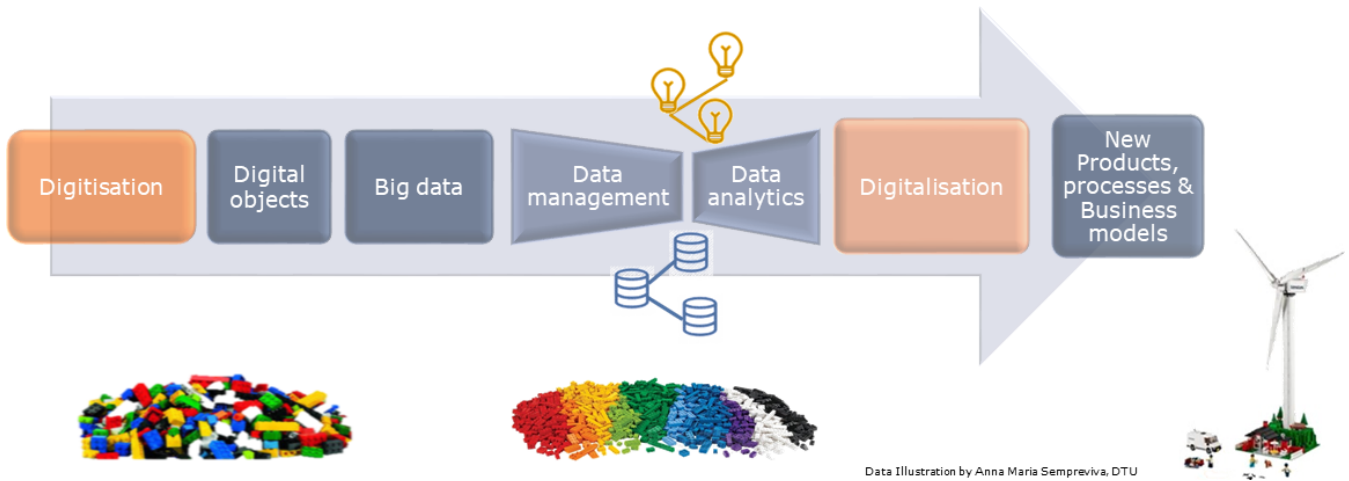 Digitisation
Digital
objects
Big data
Data
management
Data
analytics
Digitalisation
New
Products,
processes &
Business
models
Data Illustration by Anna Maria Sempreviva, DTU